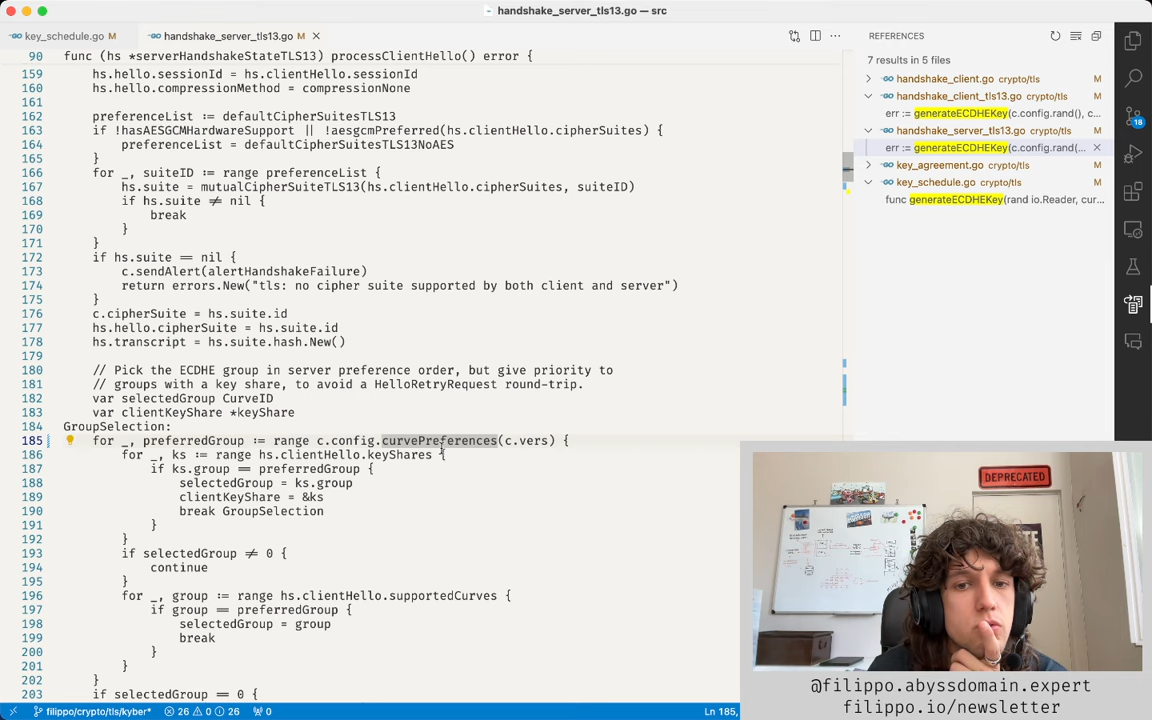 handshake_server_tls13.go — src
key_schedule.go M
handshake_server_tls13.go M
90 func (hs *serverHandshakeStateTLS13) processClientHello() error {
159 hs.hello.sessionId = hs.clientHello.sessionId
160 hs.hello.compressionMethod = compressionNone
161
162 preferenceList := defaultCipherSuitesTLS13
163 if !hasAESGCMHardwareSupport || !aesgcmPreferred(hs.clientHello.cipherSuites) {
164 preferenceList = defaultCipherSuitesTLS13NoAES
165 }
166 for _, suiteID := range preferenceList {
167 hs.suite = mutualCipherSuiteTLS13(hs.clientHello.cipherSuites, suiteID)
168 if hs.suite ≠ nil {
169 break
170 }
171 }
172 if hs.suite == nil {
173 c.sendAlert(alertHandshakeFailure)
174 return errors.New("tls: no cipher suite supported by both client and server")
175 }
176 c.cipherSuite = hs.suite.id
177 hs.hello.cipherSuite = hs.suite.id
178 hs.transcript = hs.suite.hash.New()
179
180 // Pick the ECDHE group in server preference order, but give priority to
181 // groups with a key share, to avoid a HelloRetryRequest round-trip.
182 var selectedGroup CurveID
183 var clientKeyShare *keyShare
184 GroupSelection:
185 for _, preferredGroup := range c.config.curvePreferences(c.vers) {
186 for _, ks := range hs.clientHello.keyShares {
187 if ks.group == preferredGroup {
188 selectedGroup = ks.group
189 clientKeyShare = &ks
190 break GroupSelection
191 }
192 }
193 if selectedGroup ≠ 0 {
194 continue
195 }
196 for _, group := range hs.clientHello.supportedCurves {
197 if group == preferredGroup {
198 selectedGroup = group
199 break
200 }
201 }
202 }
203 if selectedGroup == 0 {
REFERENCES
7 results in 5 files
handshake_client.go crypto/tls M
handshake_client_tls13.go crypto/tls M
err := generateECDHEKey(c.config.rand(), c...
handshake_server_tls13.go crypto/tls M
err := generateECDHEKey(c.config.rand(...
key_agreement.go crypto/tls M
key_schedule.go crypto/tls M
func generateECDHEKey(rand io.Reader, cur...
18
DEPRECATED
@filippo.abyssdomain.expert
filippo.io/newsletter
filippo/crypto/tls/kyber* 26 0 26 0 Ln 185,